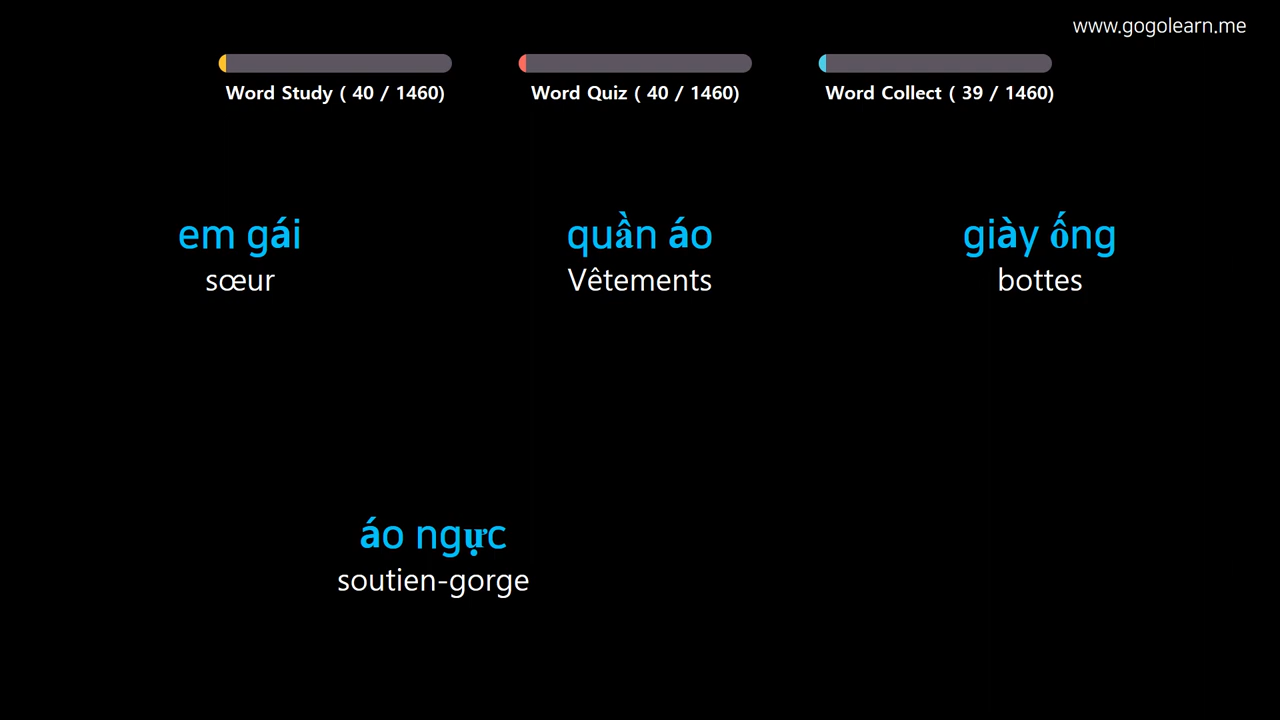 www.gogolearn.me
Word Study ( 40 / 1460)
Word Quiz ( 40 / 1460)
Word Collect ( 39 / 1460)
em gái
sœur
quần áo
Vêtements
giày ống
bottes
áo ngực
soutien-gorge